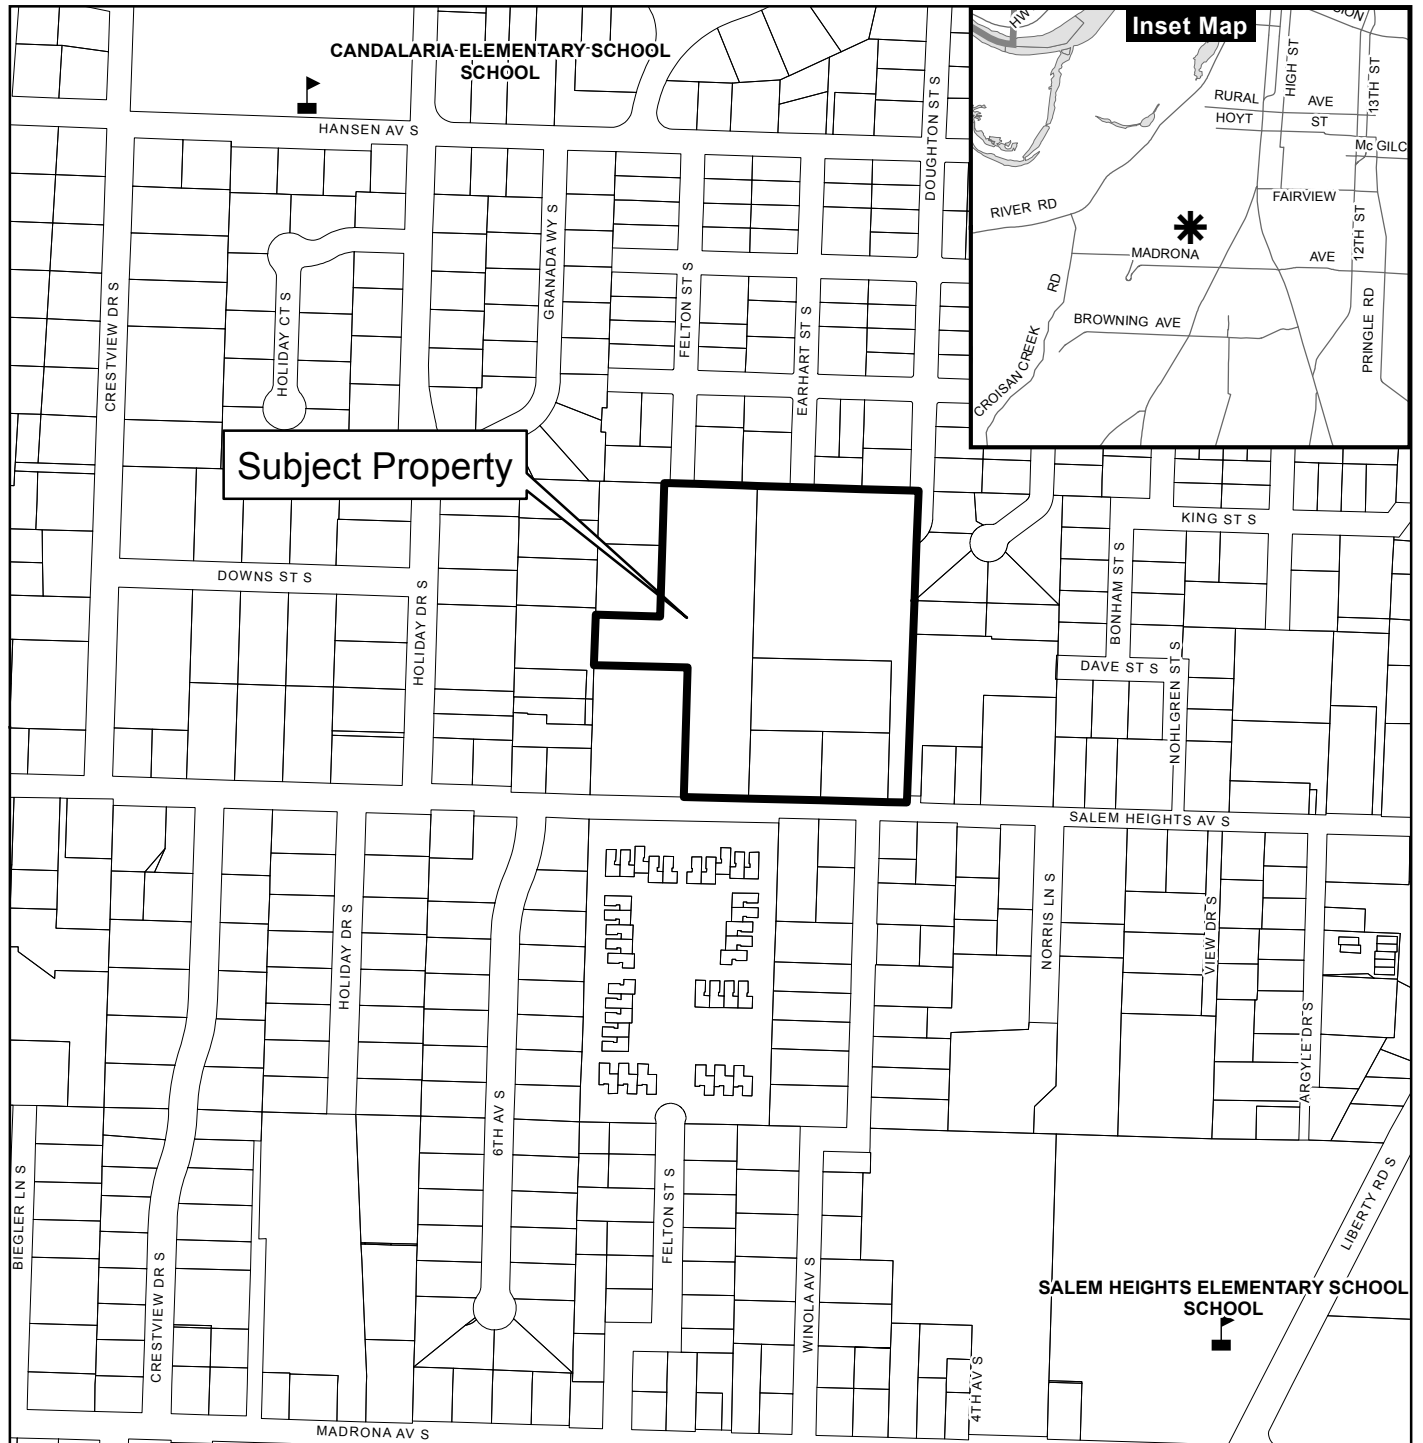 CANDALARIA ELEMENTARY SCHOOL
SCHOOL
HANSEN AV S
DOUGHTON ST S
Inset Map
HW
SION
HIGH ST
13TH ST
RURAL AVE
HOYT ST
Mc GILC
RIVER RD
FAIRVIEW
12TH ST
MADRONA AVE
RD
CROISAN CREEK
BROWNING AVE
PRINGLE RD
CRESTVIEW DR S
HOLIDAY CT S
GRANADA WY S
FELTON ST S
EARHART ST S
Subject Property
KING ST S
DOWNS ST S
HOLIDAY DR S
BONHAM ST S
DAVE ST S
NOHLGREN ST S
SALEM HEIGHTS AV S
HOLIDAY DR S
NORRIS LN S
VIEW DR S
ARGYLE DR S
6TH AV S
BIEGLER LN S
CRESTVIEW DR S
FELTON ST S
WINOLA AV S
LIBERTY RD S
SALEM HEIGHTS ELEMENTARY SCHOOL
SCHOOL
4TH AV S
MADRONA AV S